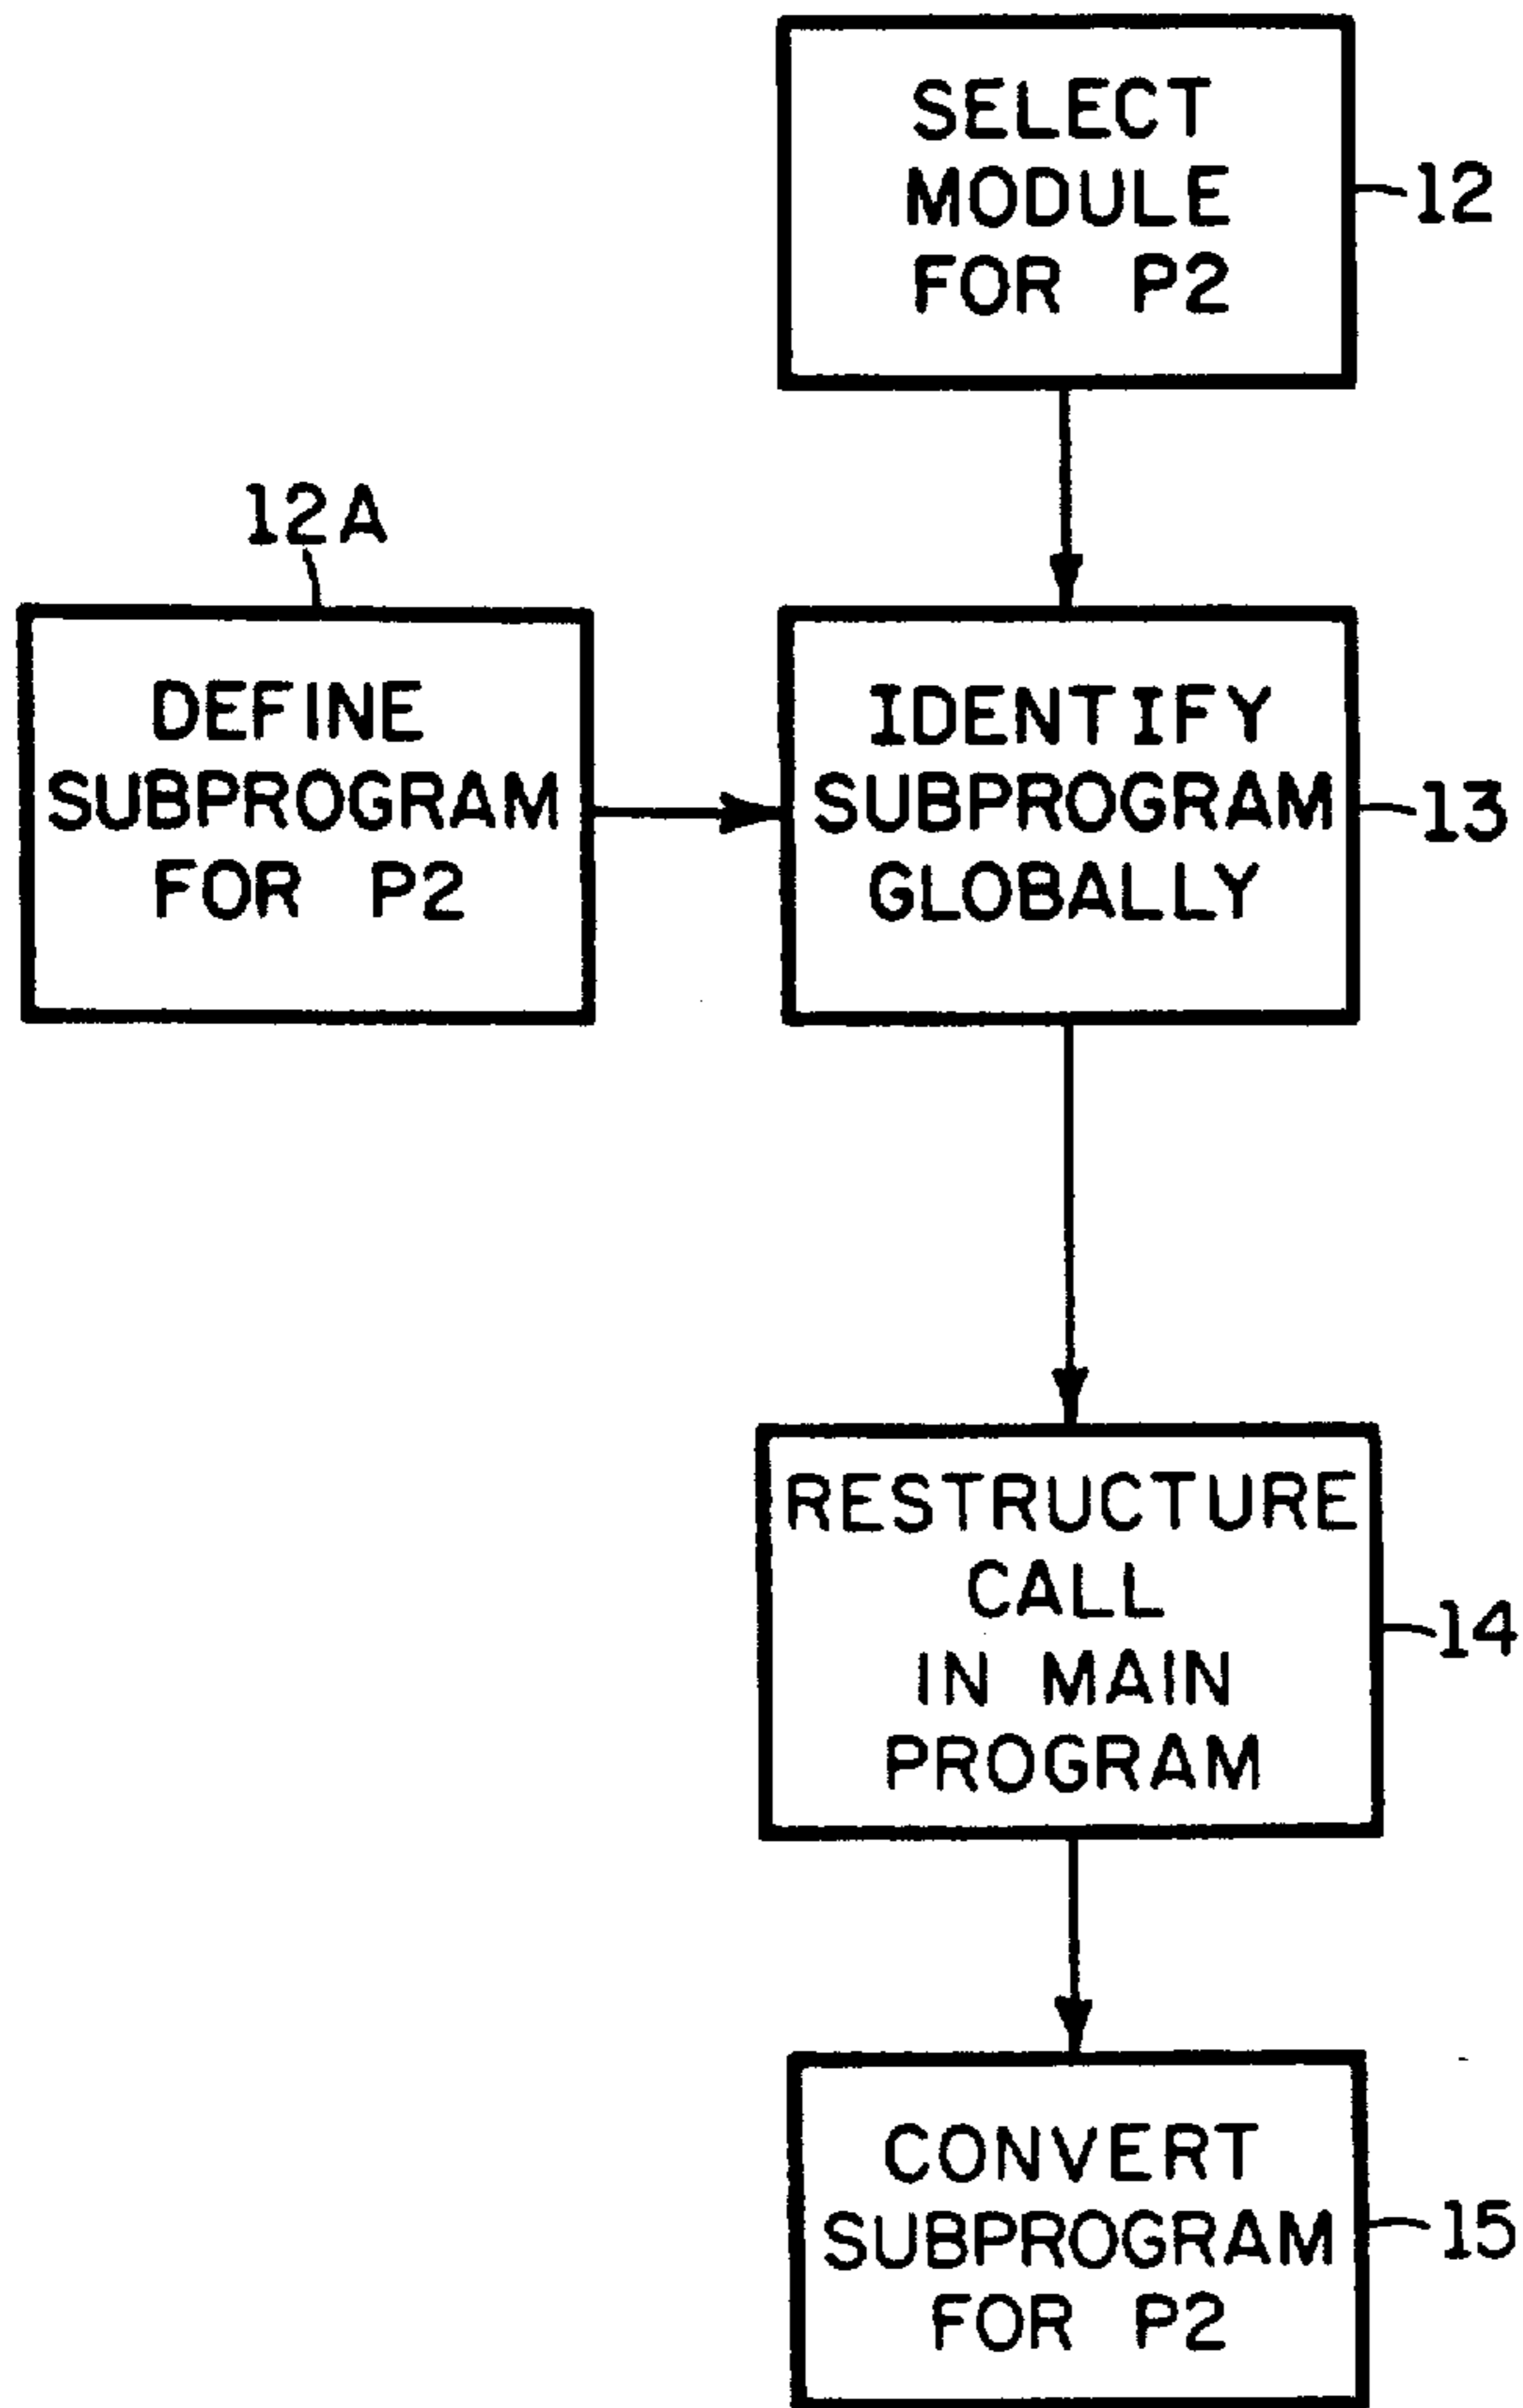 SELECT
MODULE
FOR P2
12
12A
DEFINE
SUBPROGRAM
FOR P2
IDENTIFY
SUBPROGRAM
GLOBALLY
13
RESTRUCTURE
CALL
IN MAIN
PROGRAM
14
CONVERT
SUBPROGRAM
FOR P2
15